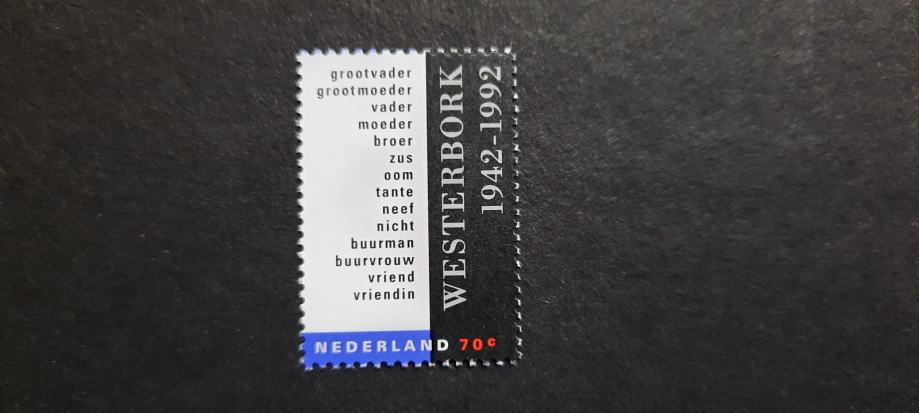 grootvader
grootmoeder
vader
moeder
broer
zus
oom
tante
neef
nicht
buurman
buurvrouw
vriend
vriendin
WESTERBORK
1942-1992
NEDERLAND 70c